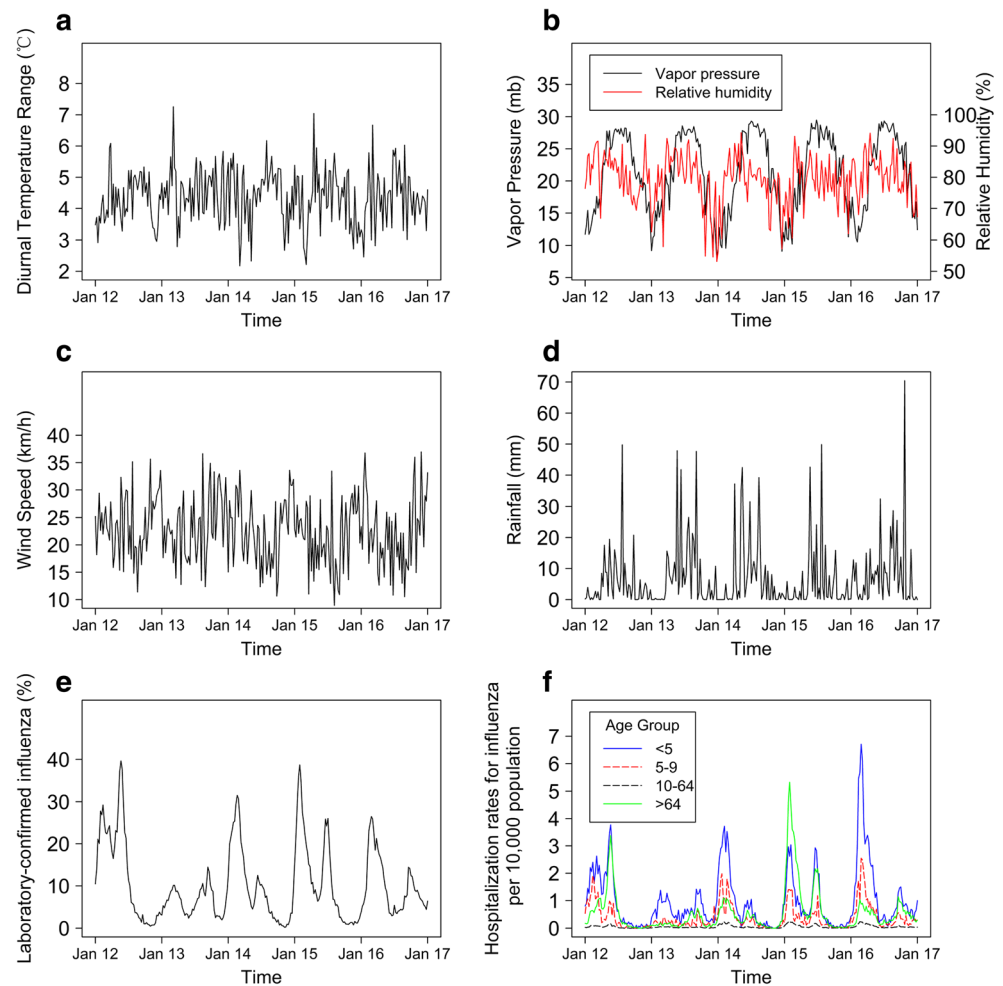 a
Diurnal Temperature Range (℃)
8
7
6
5
4
3
2
Jan 12 Jan 13 Jan 14 Jan 15 Jan 16 Jan 17
Time
b
Vapor Pressure (mb)
35
30
25
20
15
10
5
Vapor pressure
Relative humidity
100
90
80
70
60
50
Relative Humidity (%)
Jan 12 Jan 13 Jan 14 Jan 15 Jan 16 Jan 17
Time
c
Wind Speed (km/h)
40
35
30
25
20
15
10
Jan 12 Jan 13 Jan 14 Jan 15 Jan 16 Jan 17
Time
d
Rainfall (mm)
70
60
50
40
30
20
10
0
Jan 12 Jan 13 Jan 14 Jan 15 Jan 16 Jan 17
Time
e
Laboratory-confirmed influenza (%)
40
30
20
10
0
Jan 12 Jan 13 Jan 14 Jan 15 Jan 16 Jan 17
Time
f
Hospitalization rates for influenza
per 10,000 population
7
6
5
4
3
2
1
0
Age Group
<5
5-9
10-64
>64
Jan 12 Jan 13 Jan 14 Jan 15 Jan 16 Jan 17
Time